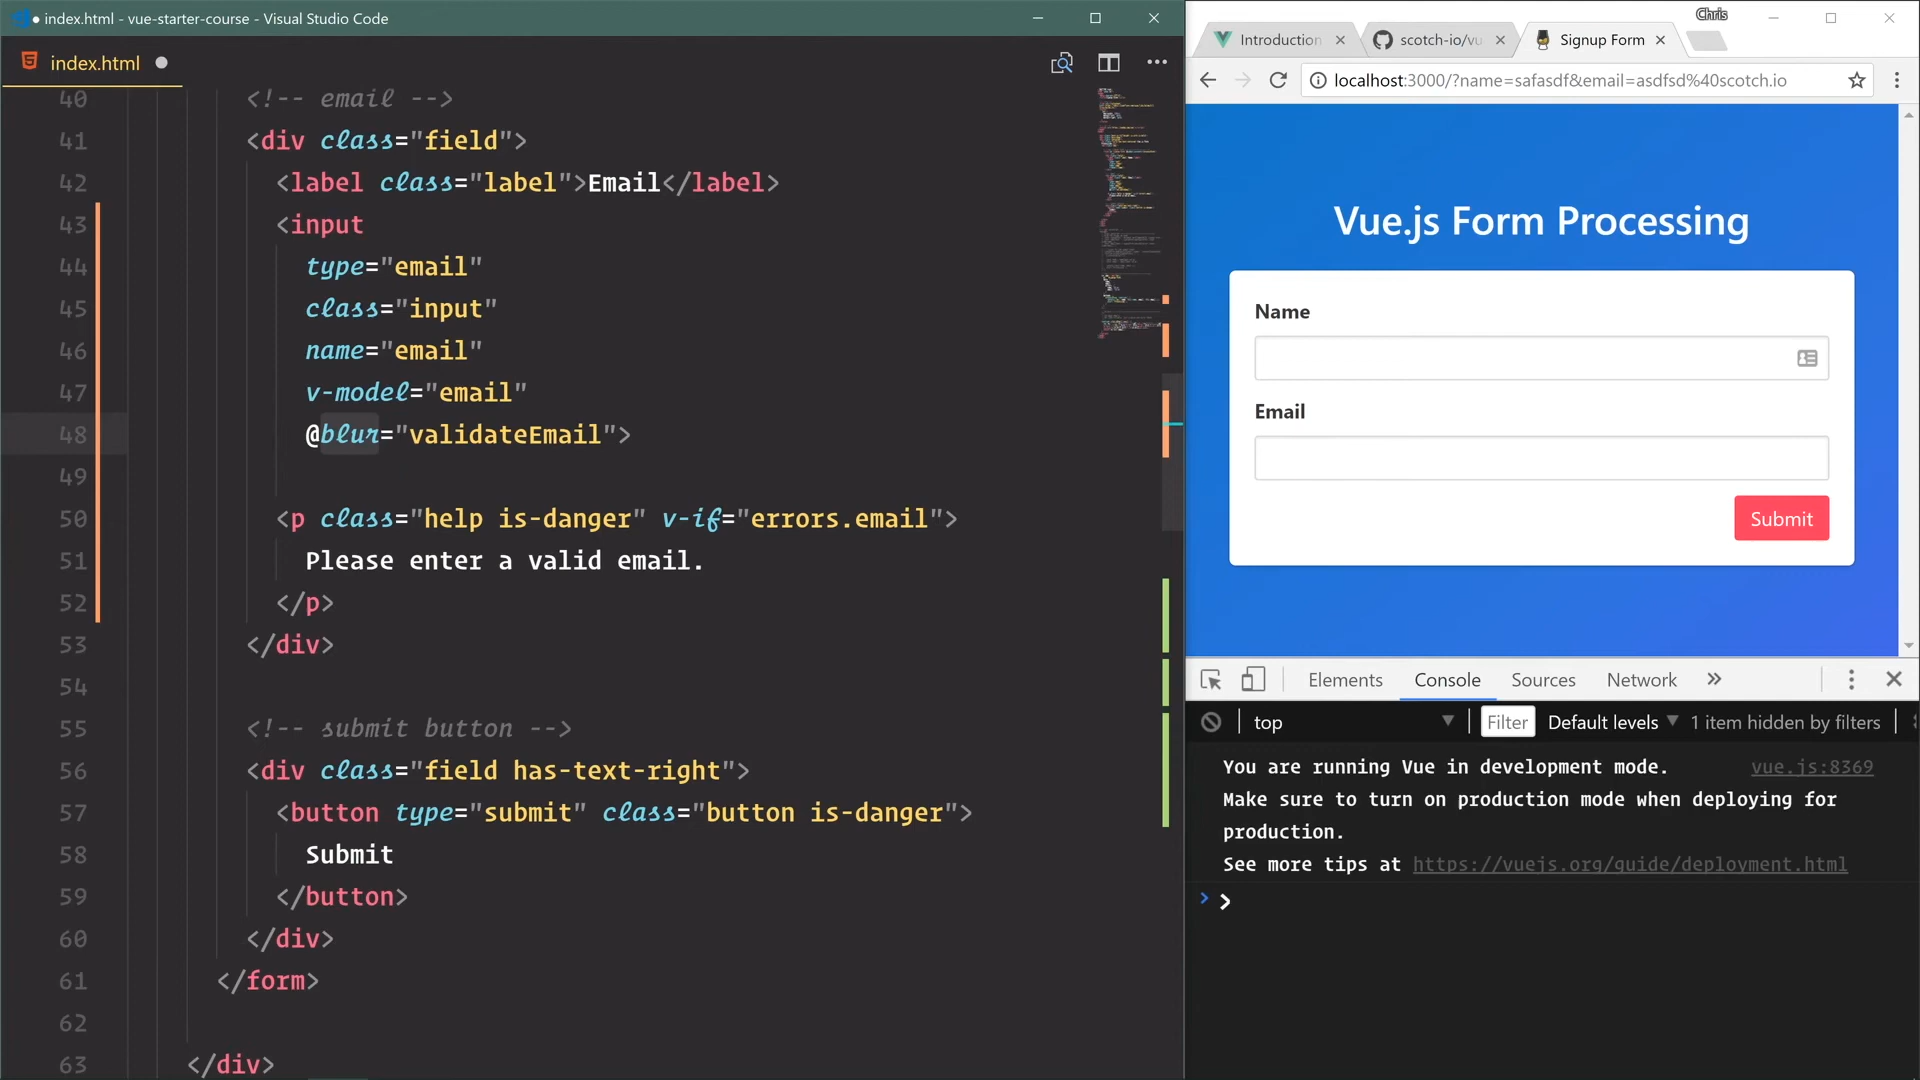 index.html - vue-starter-course - Visual Studio Code
index.html
40 <!-- email -->
41 <div class="field">
42 <label class="label">Email</label>
43 <input
44 type="email"
45 class="input"
46 name="email"
47 v-model="email"
48 @blur="validateEmail">
49
50 <p class="help is-danger" v-if="errors.email">
51 Please enter a valid email.
52 </p>
53 </div>
54
55 <!-- submit button -->
56 <div class="field has-text-right">
57 <button type="submit" class="button is-danger">
58 Submit
59 </button>
60 </div>
61 </form>
62
63 </div>
Chris
Introduction
scotch-io/vu
Signup Form
localhost:3000/?name=safasdf&email=asdfsd%40scotch.io
Vue.js Form Processing
Name
Email
Submit
Elements Console Sources Network
top Filter Default levels 1 item hidden by filters
You are running Vue in development mode. vue.js:8369
Make sure to turn on production mode when deploying for
production.
See more tips at https://vuejs.org/guide/deployment.html